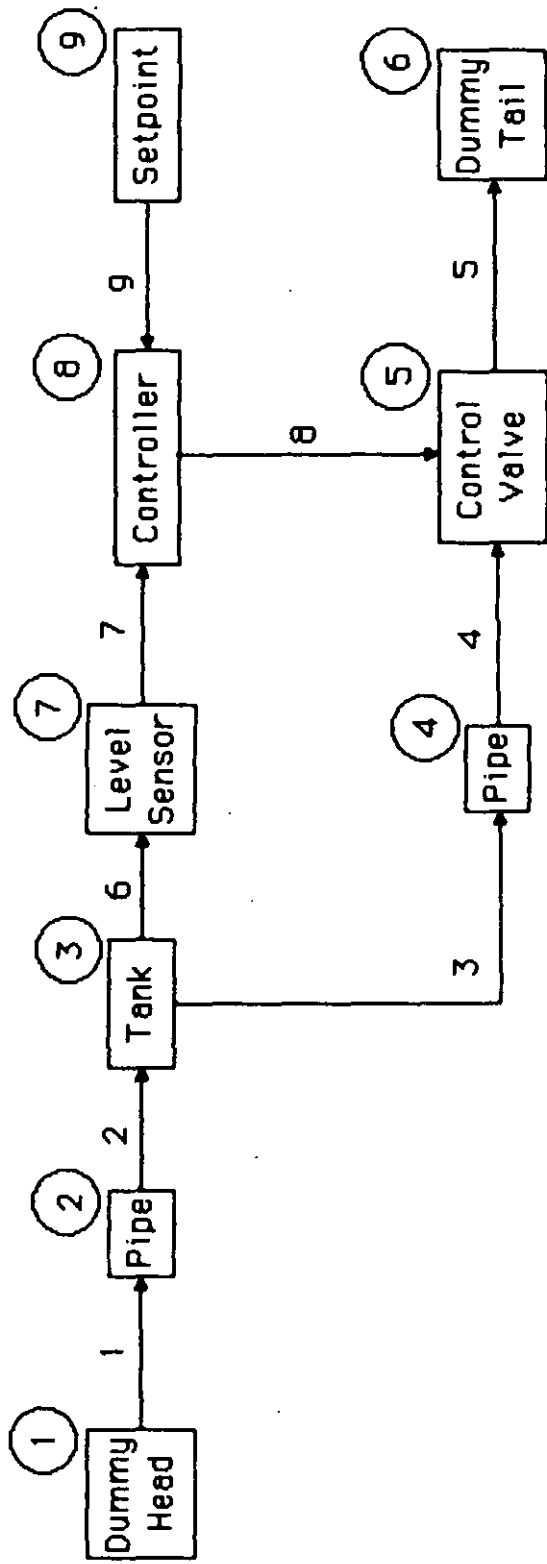 1
Dummy
Head
1
2
Pipe
2
3
Tank
6
7
Level
Sensor
7
8
Controller
9
9
Setpoint
3
4
Pipe
4
8
5
Control
Valve
5
6
Dummy
Tail